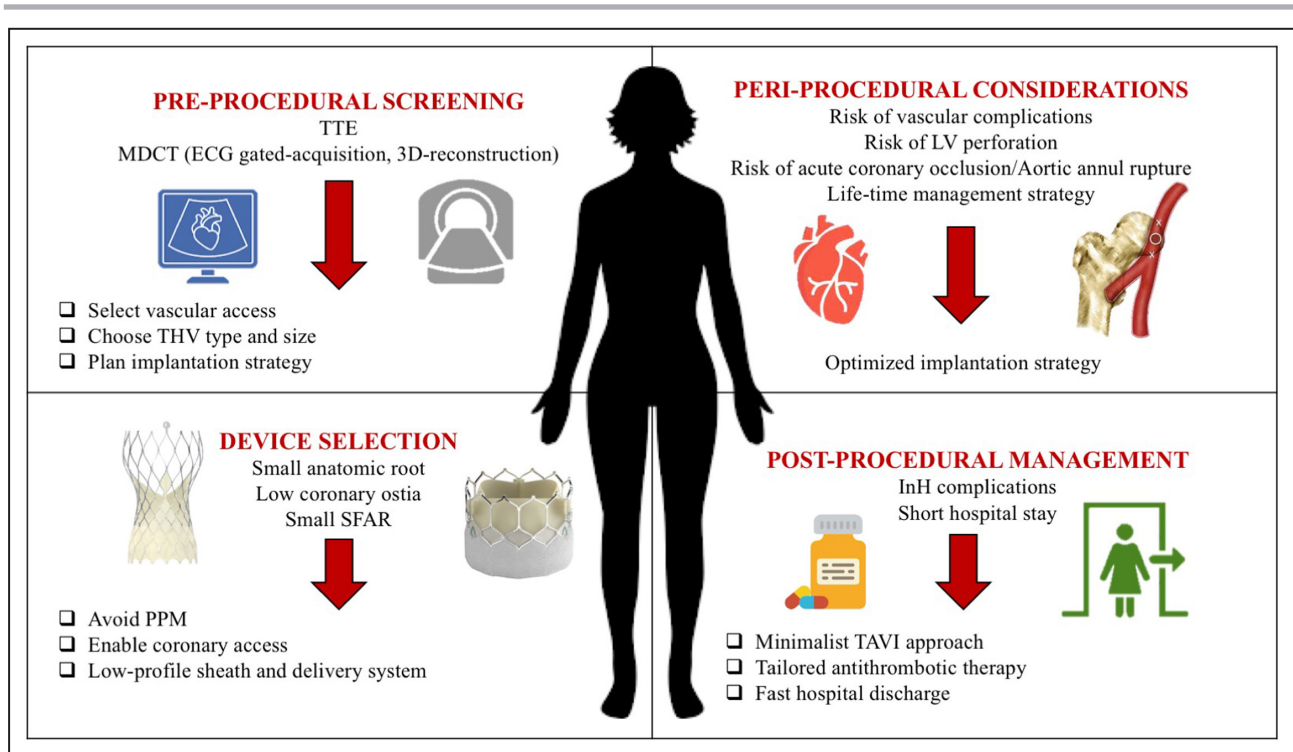 PRE-PROCEDURAL SCREENING
TTE
MDCT (ECG gated-acquisition, 3D-reconstruction)
Select vascular access
Choose THV type and size
Plan implantation strategy
PERI-PROCEDURAL CONSIDERATIONS
Risk of vascular complications
Risk of LV perforation
Risk of acute coronary occlusion/Aortic annul rupture
Life-time management strategy
Optimized implantation strategy
DEVICE SELECTION
Small anatomic root
Low coronary ostia
Small SFAR
Avoid PPM
Enable coronary access
Low-profile sheath and delivery system
POST-PROCEDURAL MANAGEMENT
InH complications
Short hospital stay
Minimalist TAVI approach
Tailored antithrombotic therapy
Fast hospital discharge